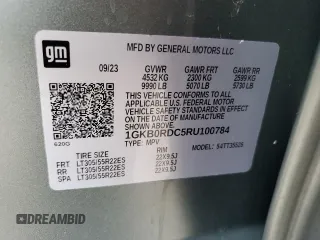 gm
MFD BY GENERAL MOTORS LLC
09/23 GVWR GAWR FRT GAWR RR
4532 KG 2300 KG 2599 KG
9990 LB 5070 LB 5730 LB
THIS VEHICLE CONFORMS TO ALL APPLICABLE U.S.
FEDERAL MOTOR VEHICLE SAFETY STANDARDS IN
EFFECT ON THE DATE OF MANUFACTURE
SHOWN ABOVE.
1GKB0RDC5RU100784
TYPE: MPV MODEL:
TIRE SIZE RIM
FRT LT305/55R22ES 22X9.5J
RR LT305/55R22ES 22X9.5J
SPA LT305/55R22ES 22X9.5J